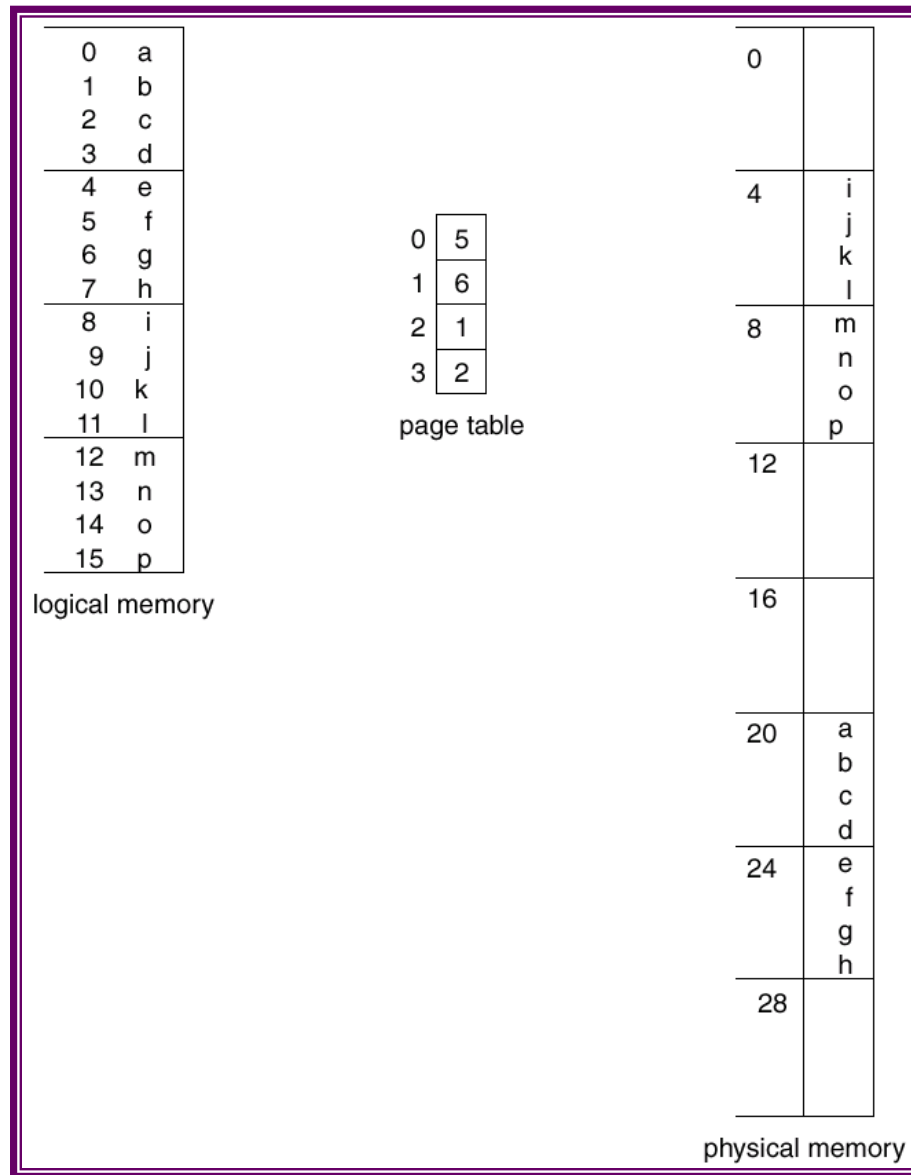 0 a
1 b
2 c
3 d
4 e
5 f
6 g
7 h
8 i
9 j
10 k
11 l
12 m
13 n
14 o
15 p
logical memory
0 5
1 6
2 1
3 2
page table
0
4 i
j
k
l
8 m
n
o
p
12
16
20 a
b
c
d
24 e
f
g
h
28
physical memory